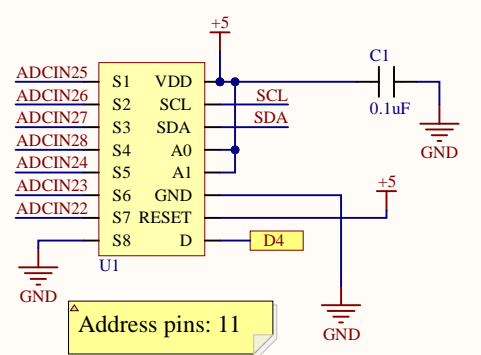 +5
C1
0.1uF
GND
ADCIN25 S1 VDD
ADCIN26 S2 SCL SCL
ADCIN27 S3 SDA SDA
ADCIN28 S4 A0
ADCIN24 S5 A1
ADCIN23 S6 GND
ADCIN22 S7 RESET +5
S8 D D4
GND
U1
GND
Address pins: 11